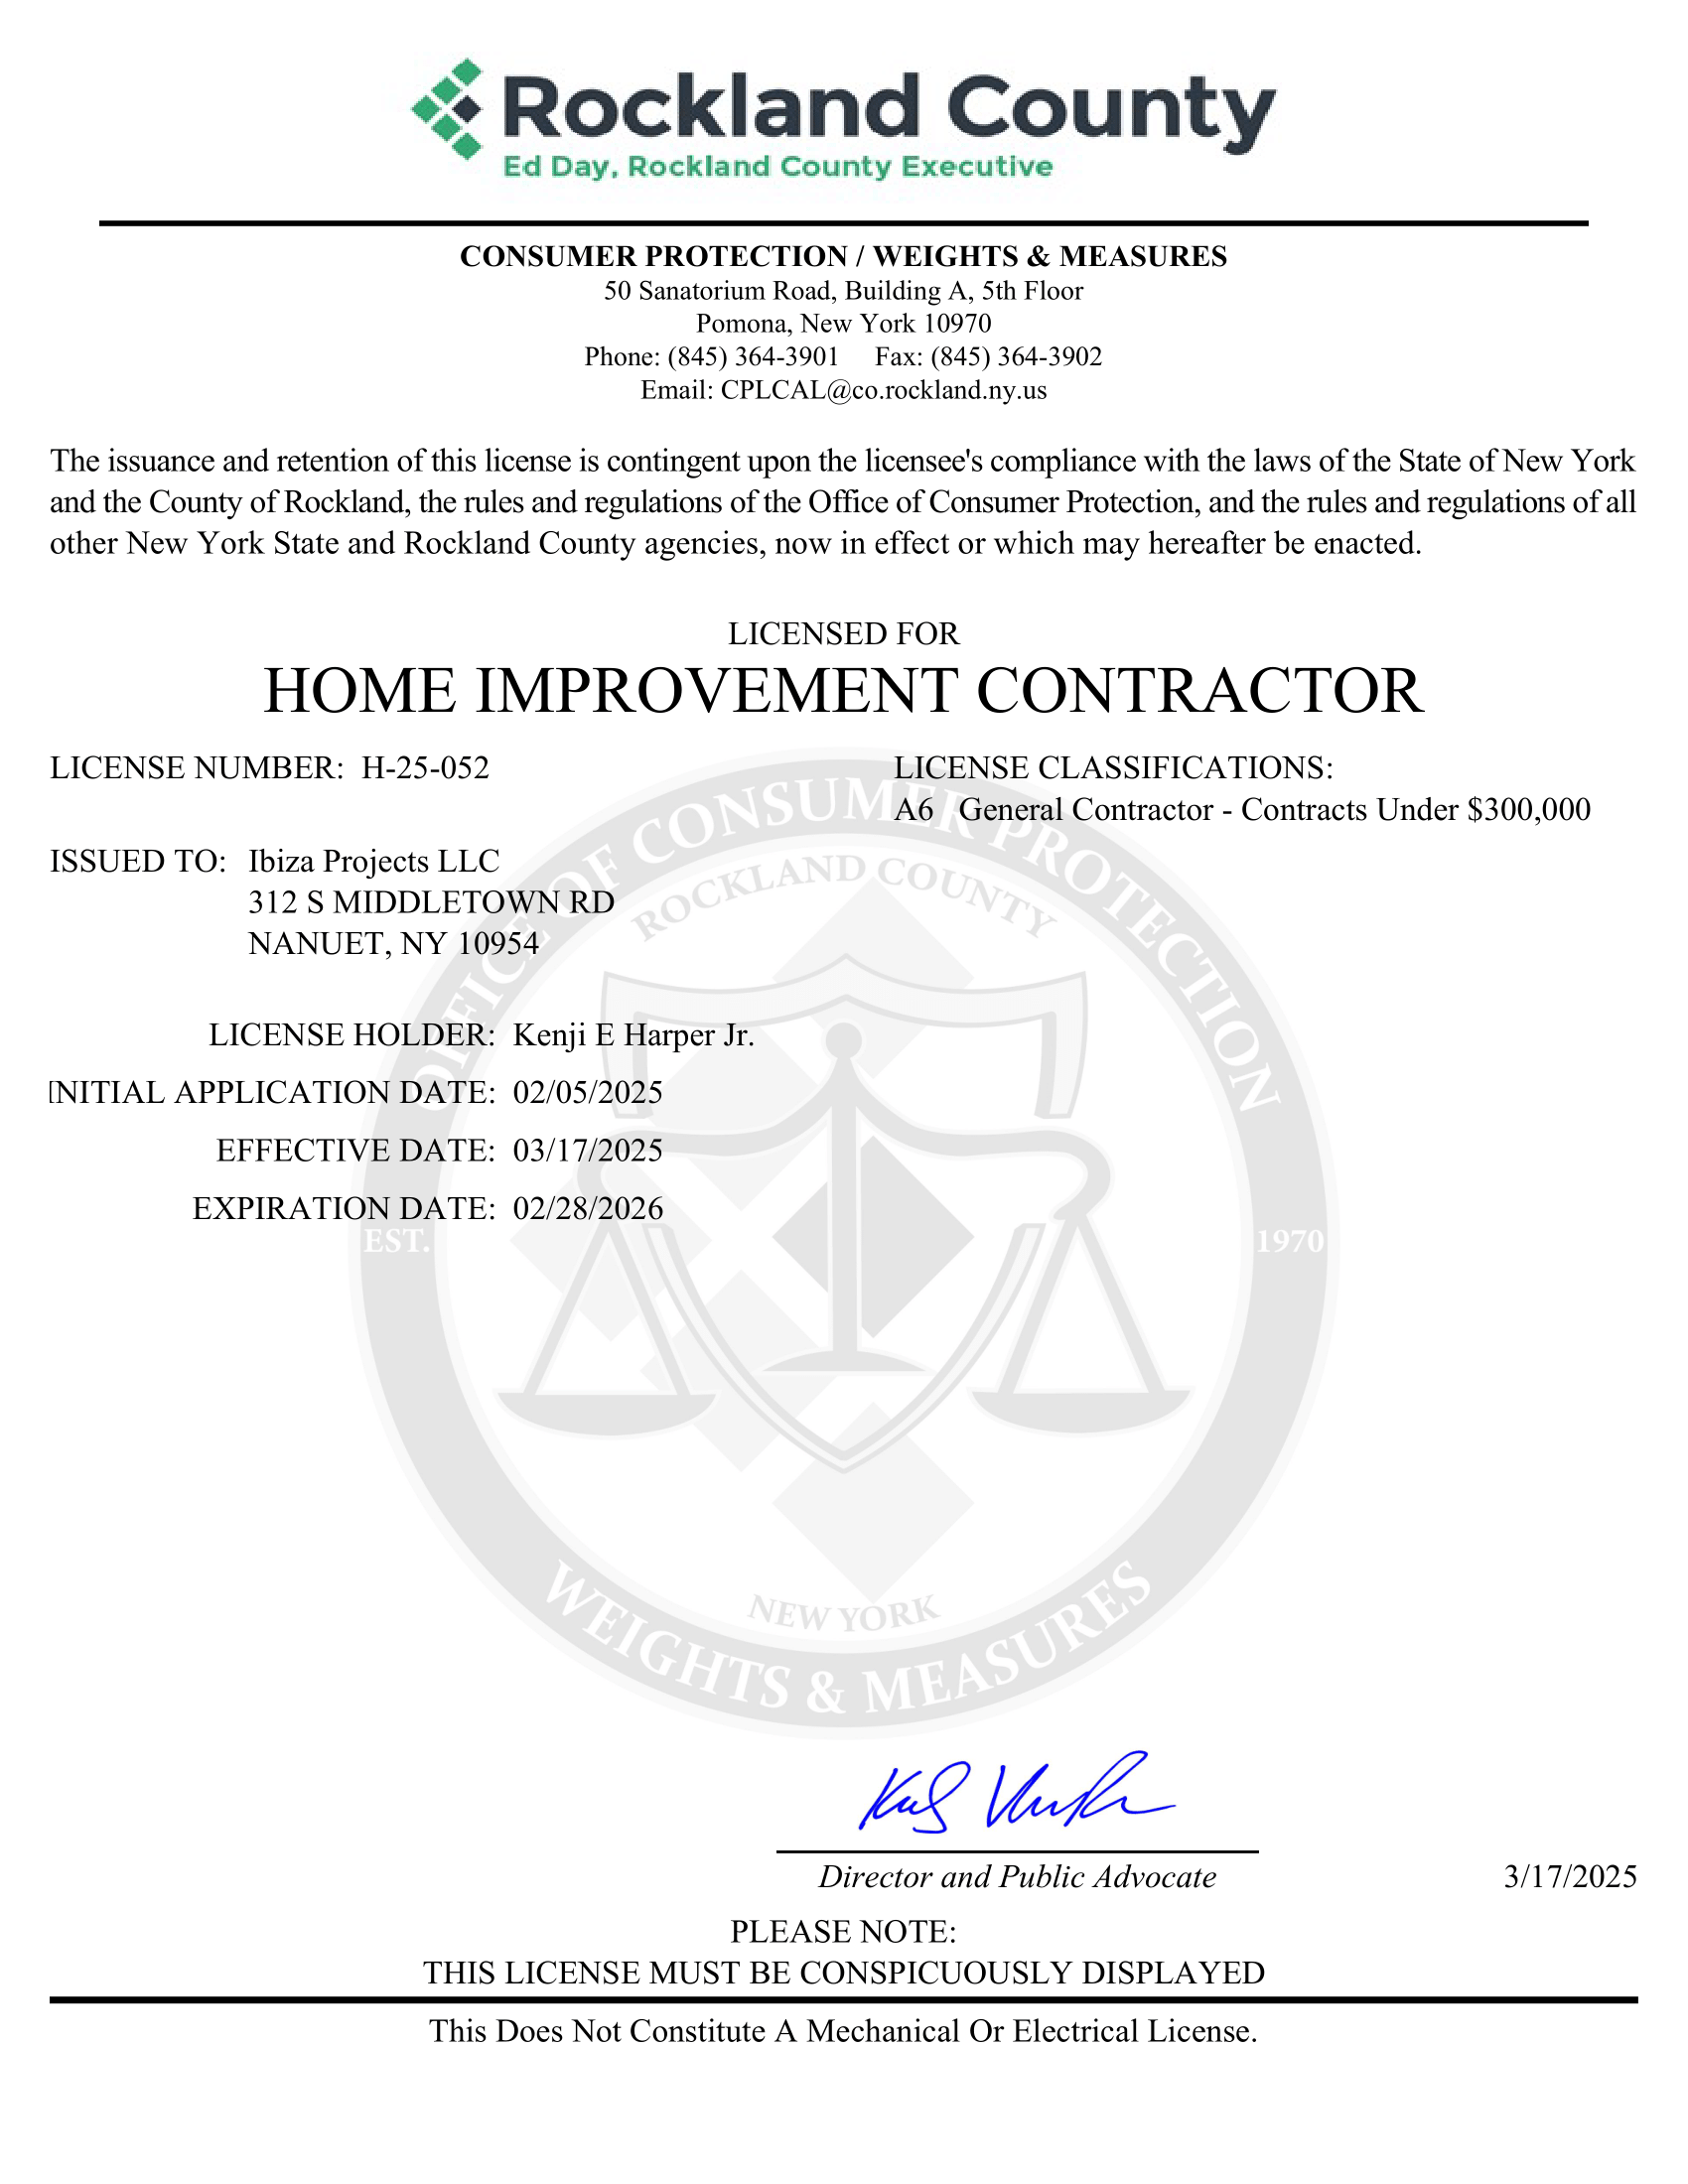 Rockland County
Ed Day, Rockland County Executive
CONSUMER PROTECTION / WEIGHTS & MEASURES
50 Sanatorium Road, Building A, 5th Floor
Pomona, New York 10970
Phone: (845) 364-3901 Fax: (845) 364-3902
Email: CPLCAL@co.rockland.ny.us
The issuance and retention of this license is contingent upon the licensee's compliance with the laws of the State of New York
and the County of Rockland, the rules and regulations of the Office of Consumer Protection, and the rules and regulations of all
other New York State and Rockland County agencies, now in effect or which may hereafter be enacted.
LICENSED FOR
HOME IMPROVEMENT CONTRACTOR
LICENSE NUMBER: H-25-052
LICENSE CLASSIFICATIONS:
A6 General Contractor - Contracts Under $300,000
ISSUED TO: Ibiza Projects LLC
312 S MIDDLETOWN RD
NANUET, NY 10954
LICENSE HOLDER: Kenji E Harper Jr.
INITIAL APPLICATION DATE: 02/05/2025
EFFECTIVE DATE: 03/17/2025
EXPIRATION DATE: 02/28/2026
OFFICE OF CONSUMER PROTECTION
ROCKLAND COUNTY
EST. 1970
NEW YORK
WEIGHTS & MEASURES
Director and Public Advocate
3/17/2025
PLEASE NOTE:
THIS LICENSE MUST BE CONSPICUOUSLY DISPLAYED
This Does Not Constitute A Mechanical Or Electrical License.